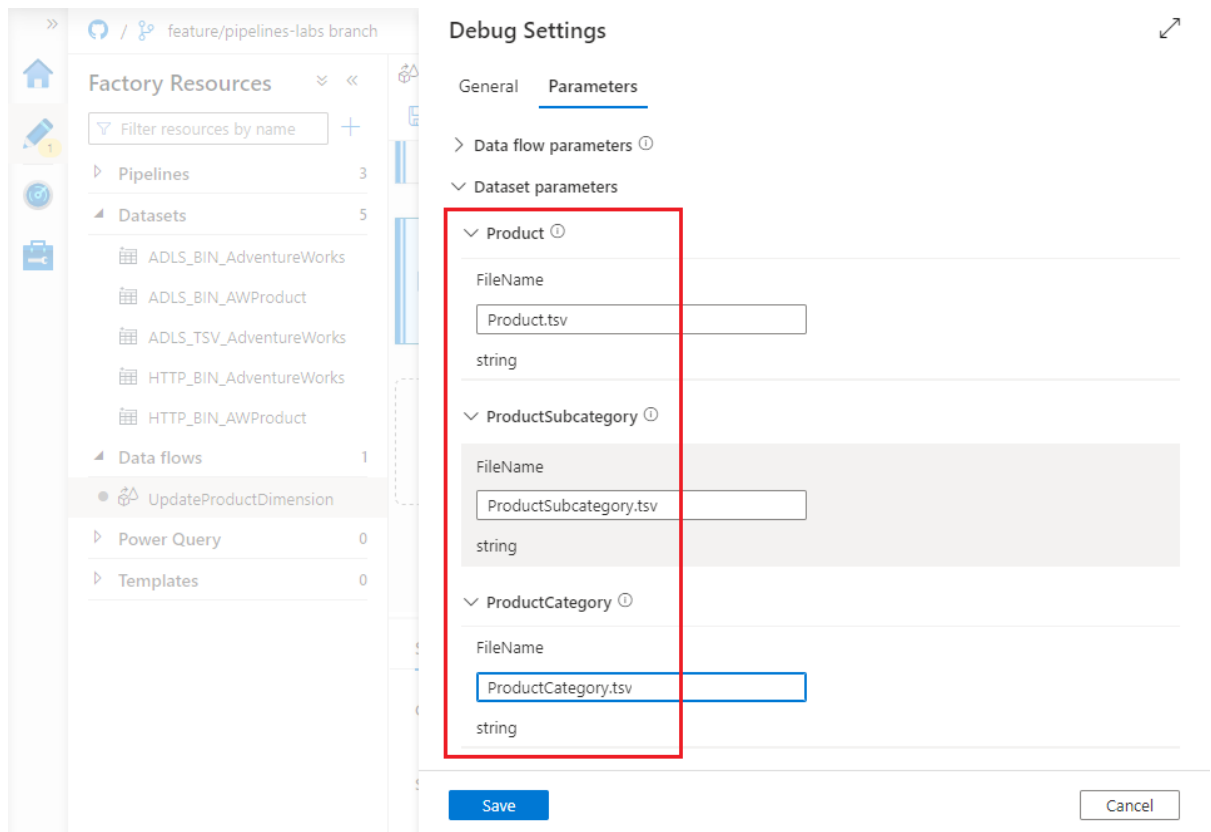 / feature/pipelines-labs branch
Factory Resources
Filter resources by name
1
Pipelines 3
Datasets 5
ADLS_BIN_AdventureWorks
ADLS_BIN_AWProduct
ADLS_TSV_AdventureWorks
HTTP_BIN_AdventureWorks
HTTP_BIN_AWProduct
Data flows 1
UpdateProductDimension
Power Query 0
Templates 0
Debug Settings
General Parameters
Data flow parameters
Dataset parameters
Product
FileName
Product.tsv
string
ProductSubcategory
FileName
ProductSubcategory.tsv
string
ProductCategory
FileName
ProductCategory.tsv
string
Save Cancel